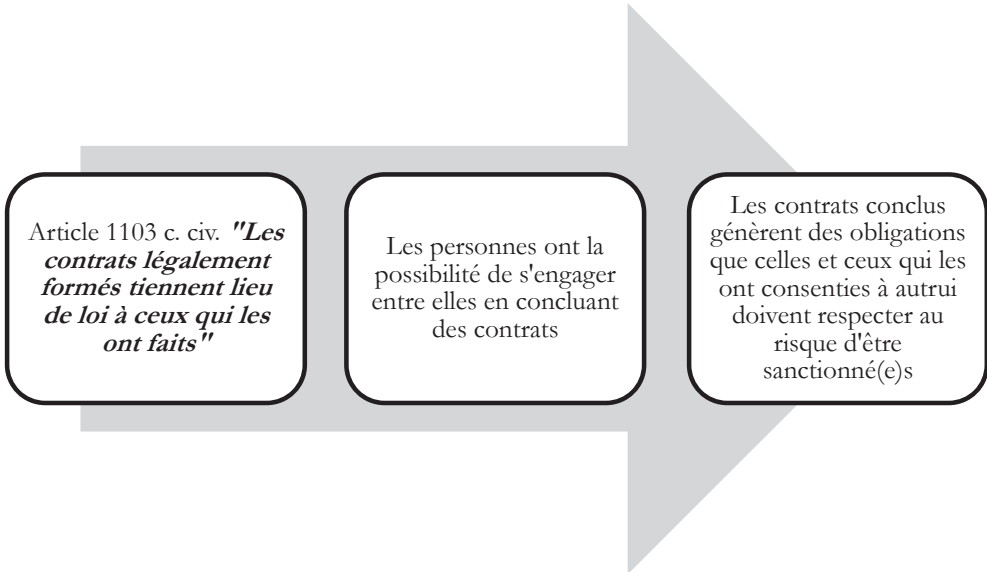 Article 1103 c. civ. "Les
contrats légalement
formés tiennent lieu
de loi à ceux qui les
ont faits"
Les personnes ont la
possibilité de s'engager
entre elles en concluant
des contrats
Les contrats conclus
génèrent des obligations
que celles et ceux qui les
ont consenties à autrui
doivent respecter au
risque d'être
sanctionné(e)s